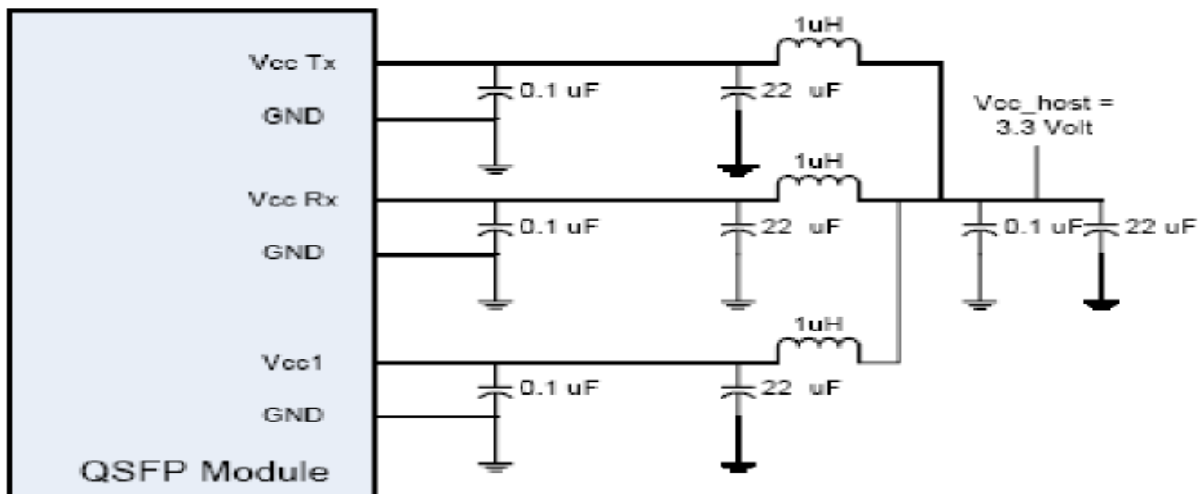 1uH
Vcc Tx
0.1 uF
22 uF
GND
Vcc_host =
3.3 Volt
1uH
Vcc Rx
0.1 uF
22 uF
0.1 uF
22 uF
GND
1uH
Vcc1
0.1 uF
22 uF
GND
QSFP Module